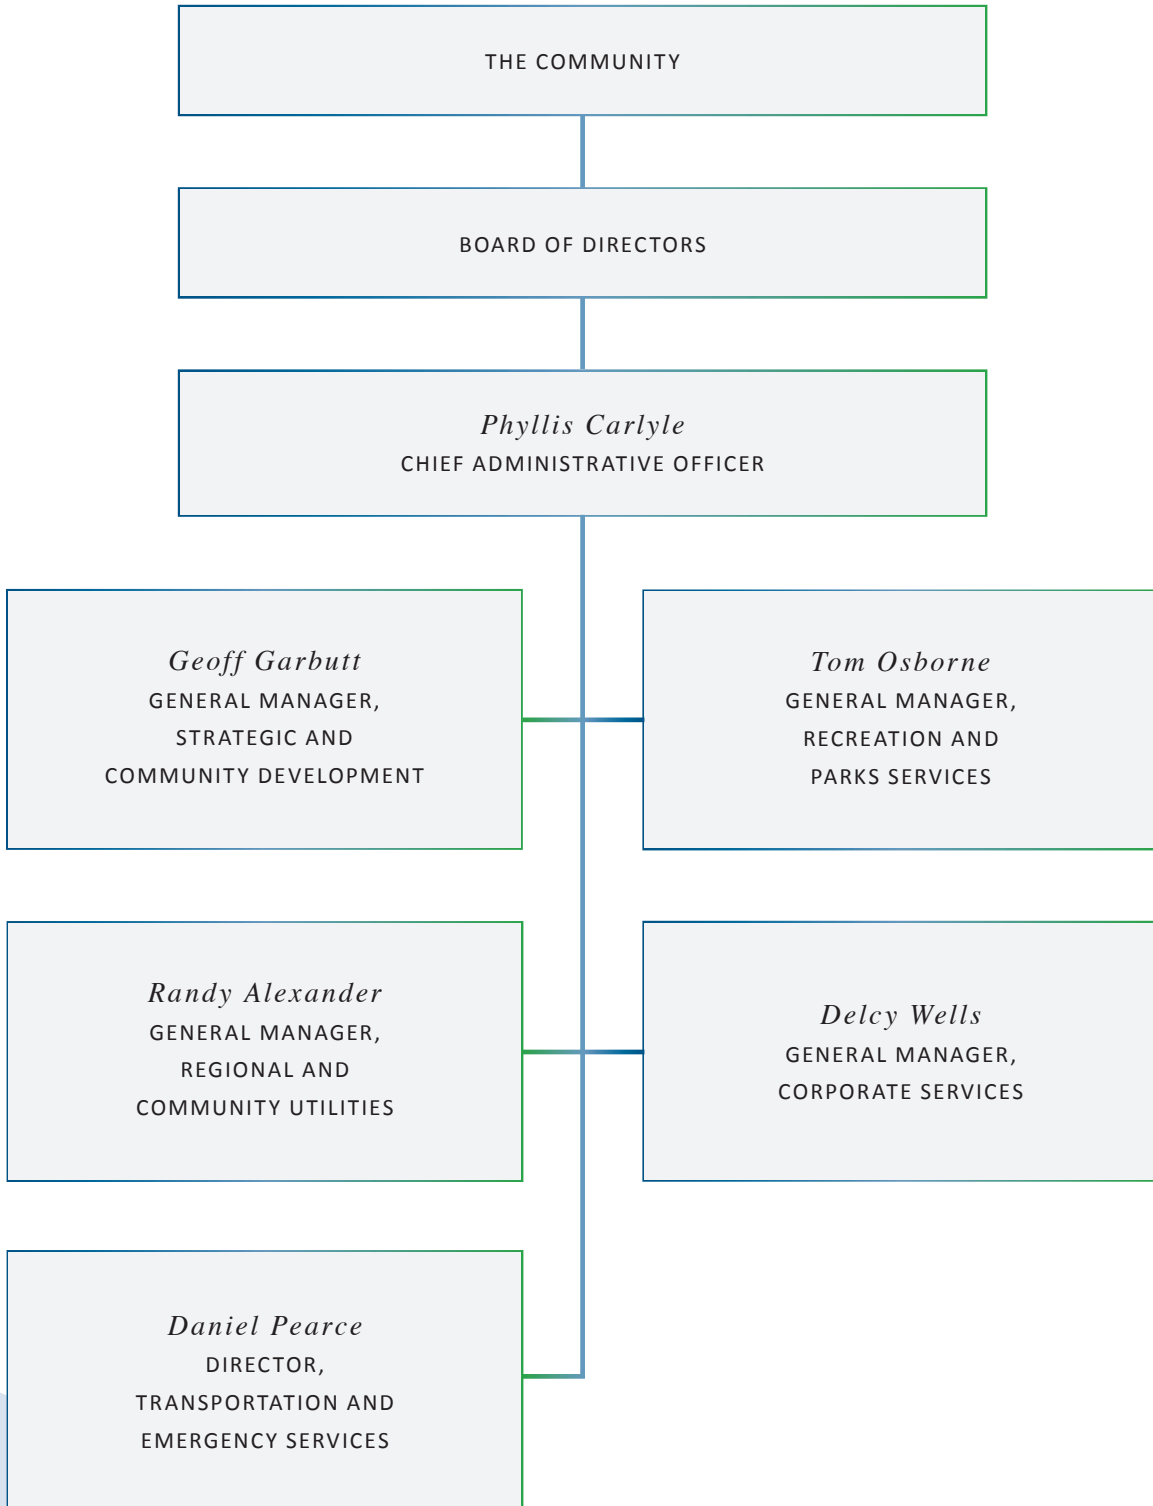 THE COMMUNITY
BOARD OF DIRECTORS
Phyllis Carlyle
CHIEF ADMINISTRATIVE OFFICER
Geoff Garbutt
GENERAL MANAGER,
STRATEGIC AND
COMMUNITY DEVELOPMENT
Tom Osborne
GENERAL MANAGER,
RECREATION AND
PARKS SERVICES
Randy Alexander
GENERAL MANAGER,
REGIONAL AND
COMMUNITY UTILITIES
Delcy Wells
GENERAL MANAGER,
CORPORATE SERVICES
Daniel Pearce
DIRECTOR,
TRANSPORTATION AND
EMERGENCY SERVICES